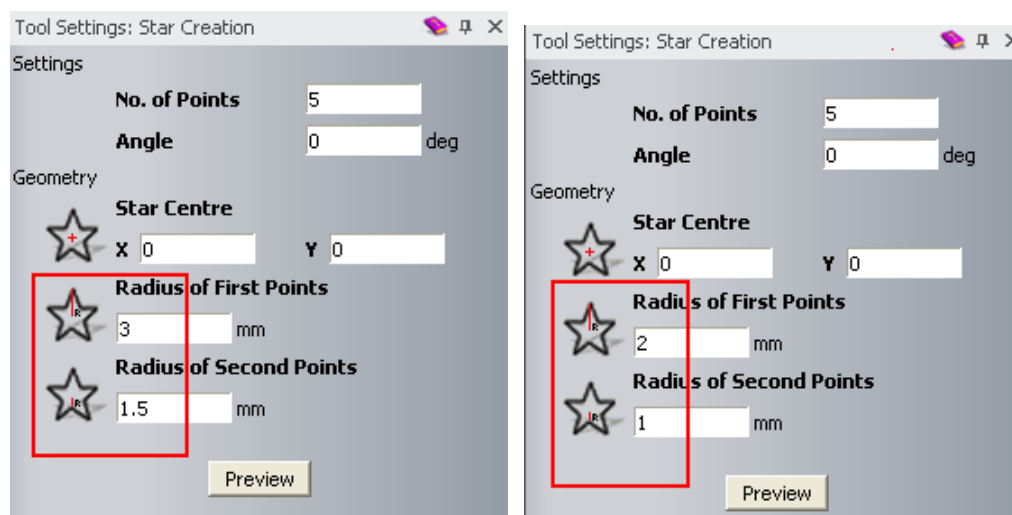 Tool Settings: Star Creation
Settings
No. of Points 5
Angle 0 deg
Geometry
Star Centre
X 0 Y 0
Radius of First Points
R 3 mm
Radius of Second Points
R 1.5 mm
Preview
Tool Settings: Star Creation
Settings
No. of Points 5
Angle 0 deg
Geometry
Star Centre
X 0 Y 0
Radius of First Points
R 2 mm
Radius of Second Points
R 1 mm
Preview